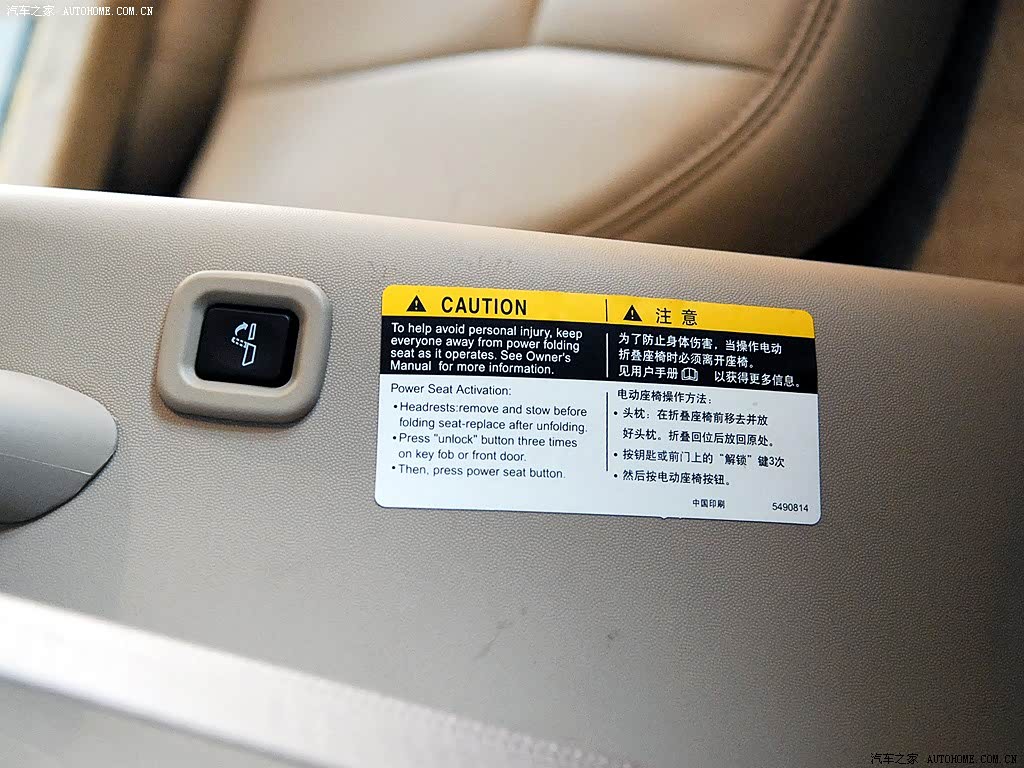 汽车之家 AUTOHOME.COM.CN
CAUTION
To help avoid personal injury, keep
everyone away from power folding
seat as it operates. See Owner's
Manual for more information.
Power Seat Activation:
•Headrests:remove and stow before
folding seat-replace after unfolding.
•Press "unlock" button three times
on key fob or front door.
•Then, press power seat button.
注意
为了防止身体伤害，当操作电动
折叠座椅时必须离开座椅。
见用户手册 以获得更多信息。
电动座椅操作方法：
•头枕：在折叠座椅前移去并放
好头枕。折叠回位后放回原处。
•按钥匙或前门上的“解锁”键3次
•然后按电动座椅按钮。
中国印刷 5490814
汽车之家 AUTOHOME.COM.CN